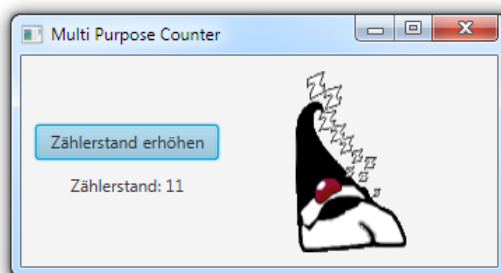 Multi Purpose Counter
Zählerstand erhöhen
Zählerstand: 11